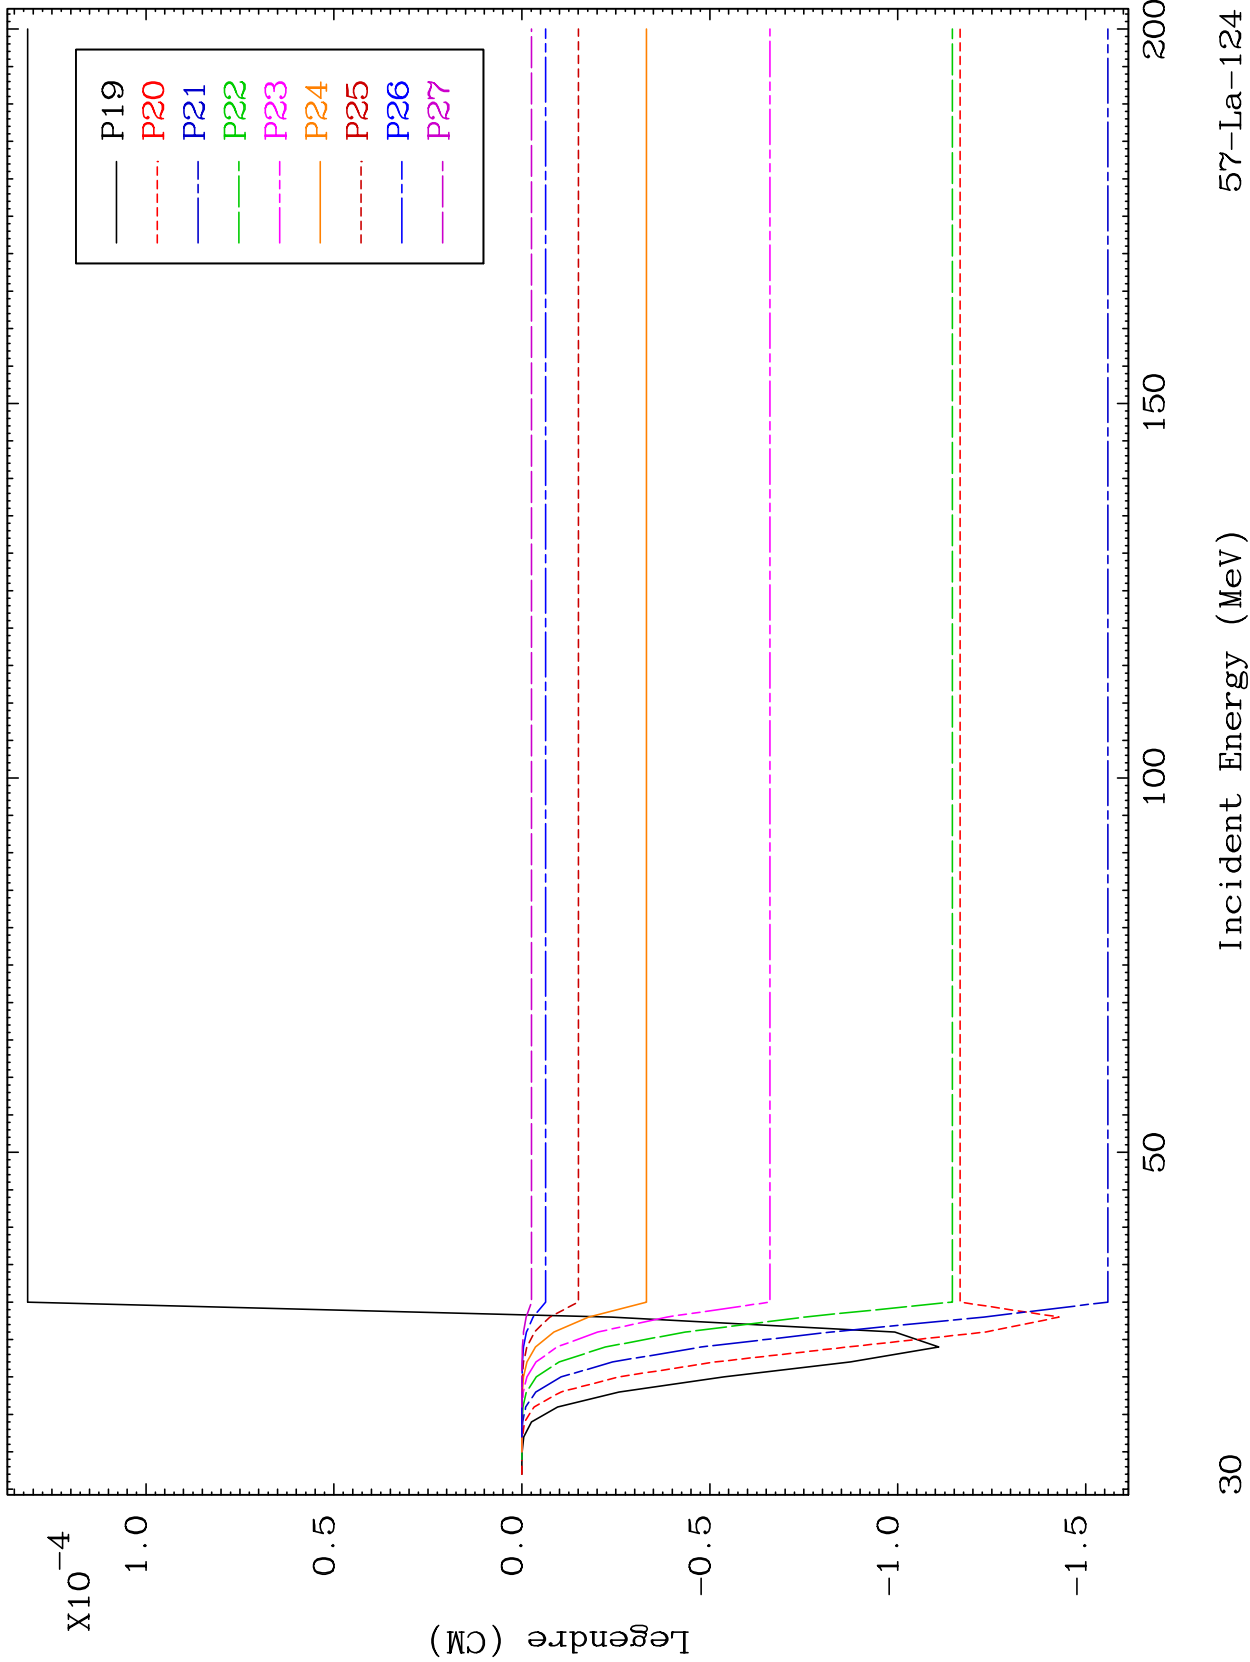 X10-4
1.0
0.5
0.0
-0.5
-1.0
-1.5
Legendre (CM)
P19
P20
P21
P22
P23
P24
P25
P26
P27
50
100
150
200
Incident Energy (MeV)
30
57-La-124